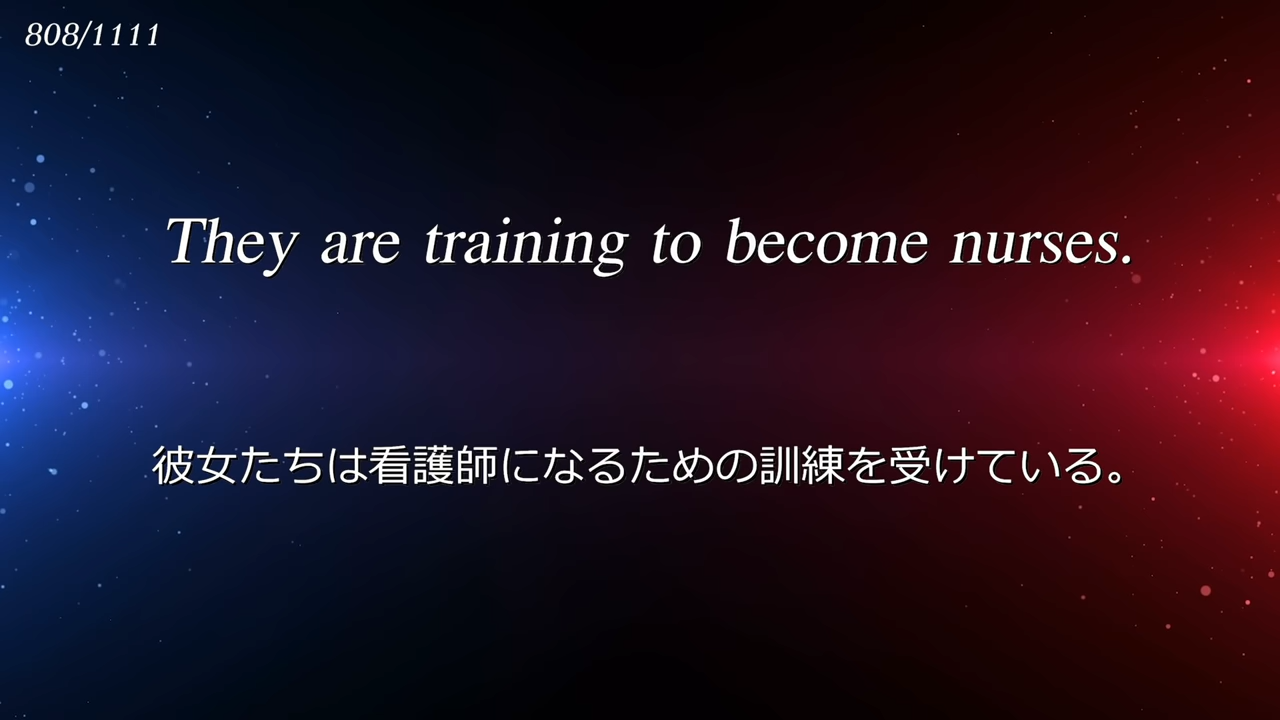 808/1111
They are training to become nurses.
彼女たちは看護師になるための訓練を受けている。